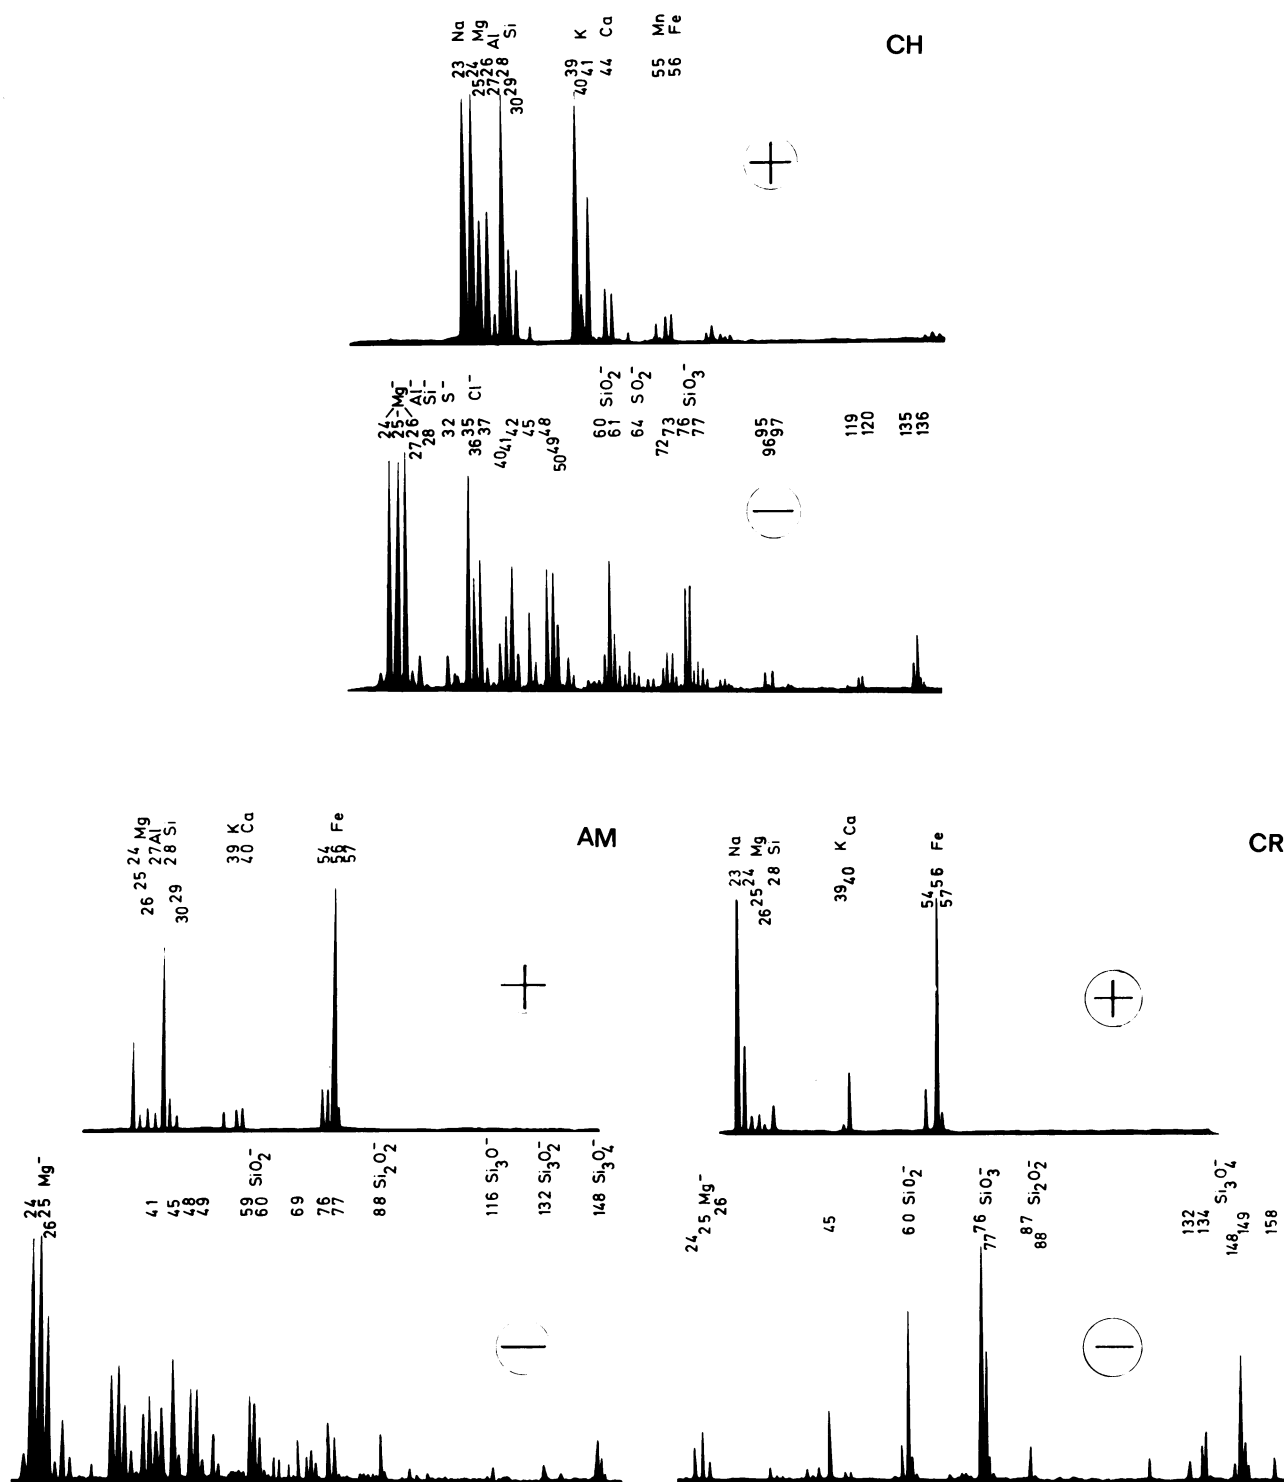 CH
Na Mg Al Si K Ca Mn Fe
23 24 25 26 27 28 29 30 39 40 41 44 55 56
+
Mg⁻ Al⁻ Si⁻ S⁻ Cl⁻ SiO₂⁻ SO₂⁻ SiO₃⁻
24 25 26 27 28 32 35 36 37 40 41 42 45 48 49 50 60 61 64 72 73 76 77 96 95 97 119 120 135 136
−
AM
Mg Al Si K Ca Fe
26 25 24 27 28 30 29 39 40 54 56 57
+
Mg⁻ SiO₂⁻ Si₂O₂⁻ Si₃O⁻ Si₃O₂⁻ Si₃O₄⁻
24 25 26 41 45 48 49 59 60 69 76 77 88 116 132 148
−
CR
Na Mg Si K Ca Fe
23 24 25 26 28 39 40 54 56 57
+
Mg⁻ SiO₂⁻ SiO₃⁻ Si₂O₂⁻ Si₃O₄⁻
24 25 26 45 60 76 77 87 88 132 134 148 149 158
−